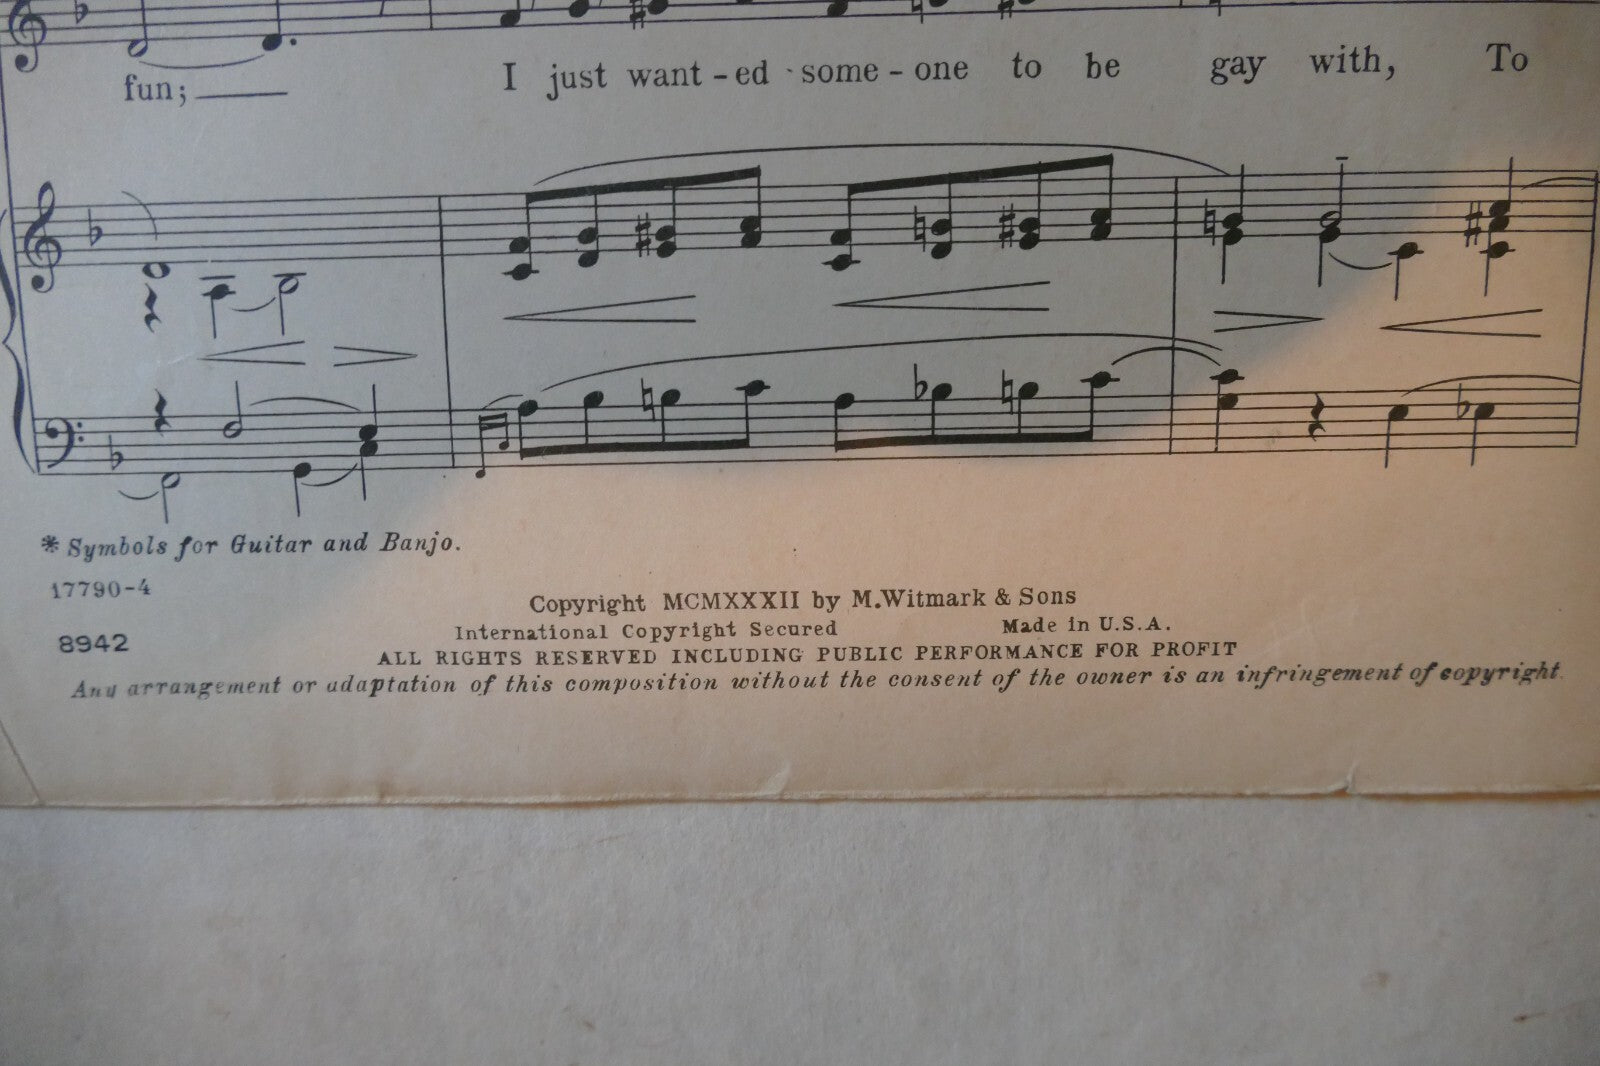 fun; I just want-ed some-one to be gay with, To
* Symbols for Guitar and Banjo.
17790-4
Copyright MCMXXXII by M.Witmark & Sons
8942
International Copyright Secured Made in U.S.A.
ALL RIGHTS RESERVED INCLUDING PUBLIC PERFORMANCE FOR PROFIT
Any arrangement or adaptation of this composition without the consent of the owner is an infringement of copyright.